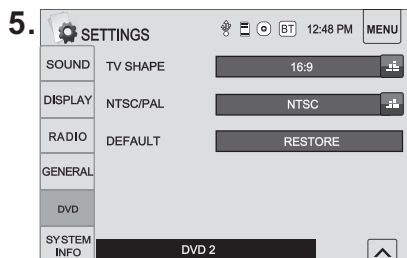 5.
SETTINGS BT 12:48 PM MENU
SOUND TV SHAPE 16:9
DISPLAY NTSC/PAL NTSC
RADIO DEFAULT RESTORE
GENERAL
DVD
SYSTEM
INFO
DVD 2